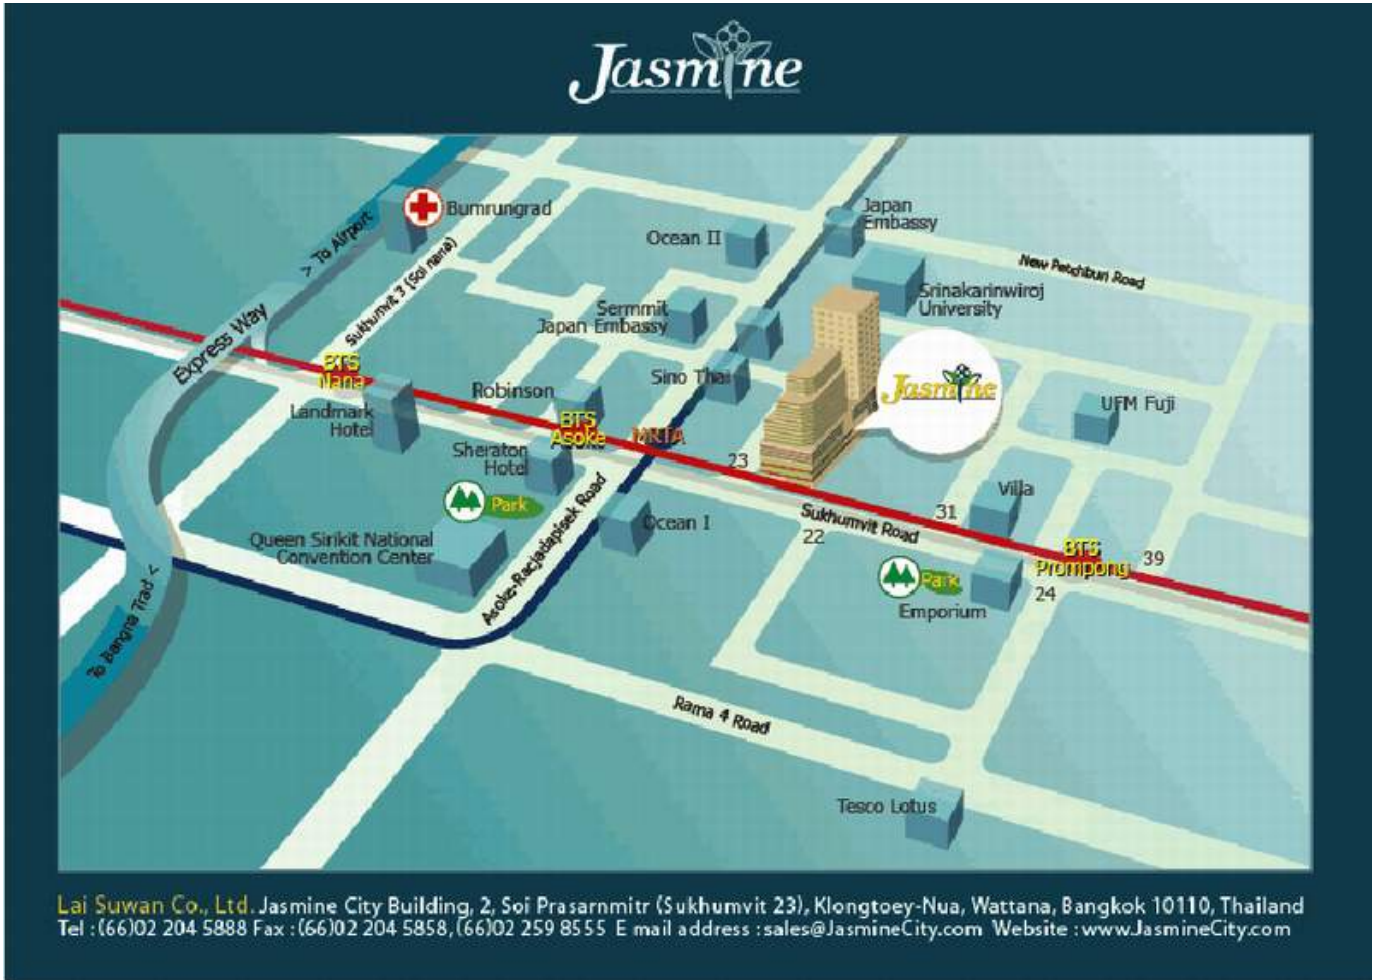 Jasmine
Bumrungrad
> To Airport
Sukhumvit 3 (Soi nana)
Express Way
Ocean II
Japan
Embassy
New Petchburi Road
Srinakarinwiroj
University
Sermmit
Japan Embassy
Sino Thai
Jasmine
UFM Fuji
BTS
Nana
Landmark
Hotel
Robinson
BTS
Asoke
MRTA
23
Sheraton
Hotel
Park
Queen Sirikit National
Convention Center
Asoke-Racjadapisek Road
Ocean I
Sukhumvit Road
22
31
Villa
BTS
Prompong
39
24
Park
Emporium
To Bangna Trad <
Rama 4 Road
Tesco Lotus
Lai Suwan Co., Ltd. Jasmine City Building, 2, Soi Prasarnmitr (Sukhumvit 23), Klongtoey-Nua, Wattana, Bangkok 10110, Thailand
Tel : (66)02 204 5888 Fax : (66)02 204 5858, (66)02 259 8555 E mail address : sales@JasmineCity.com Website : www.JasmineCity.com